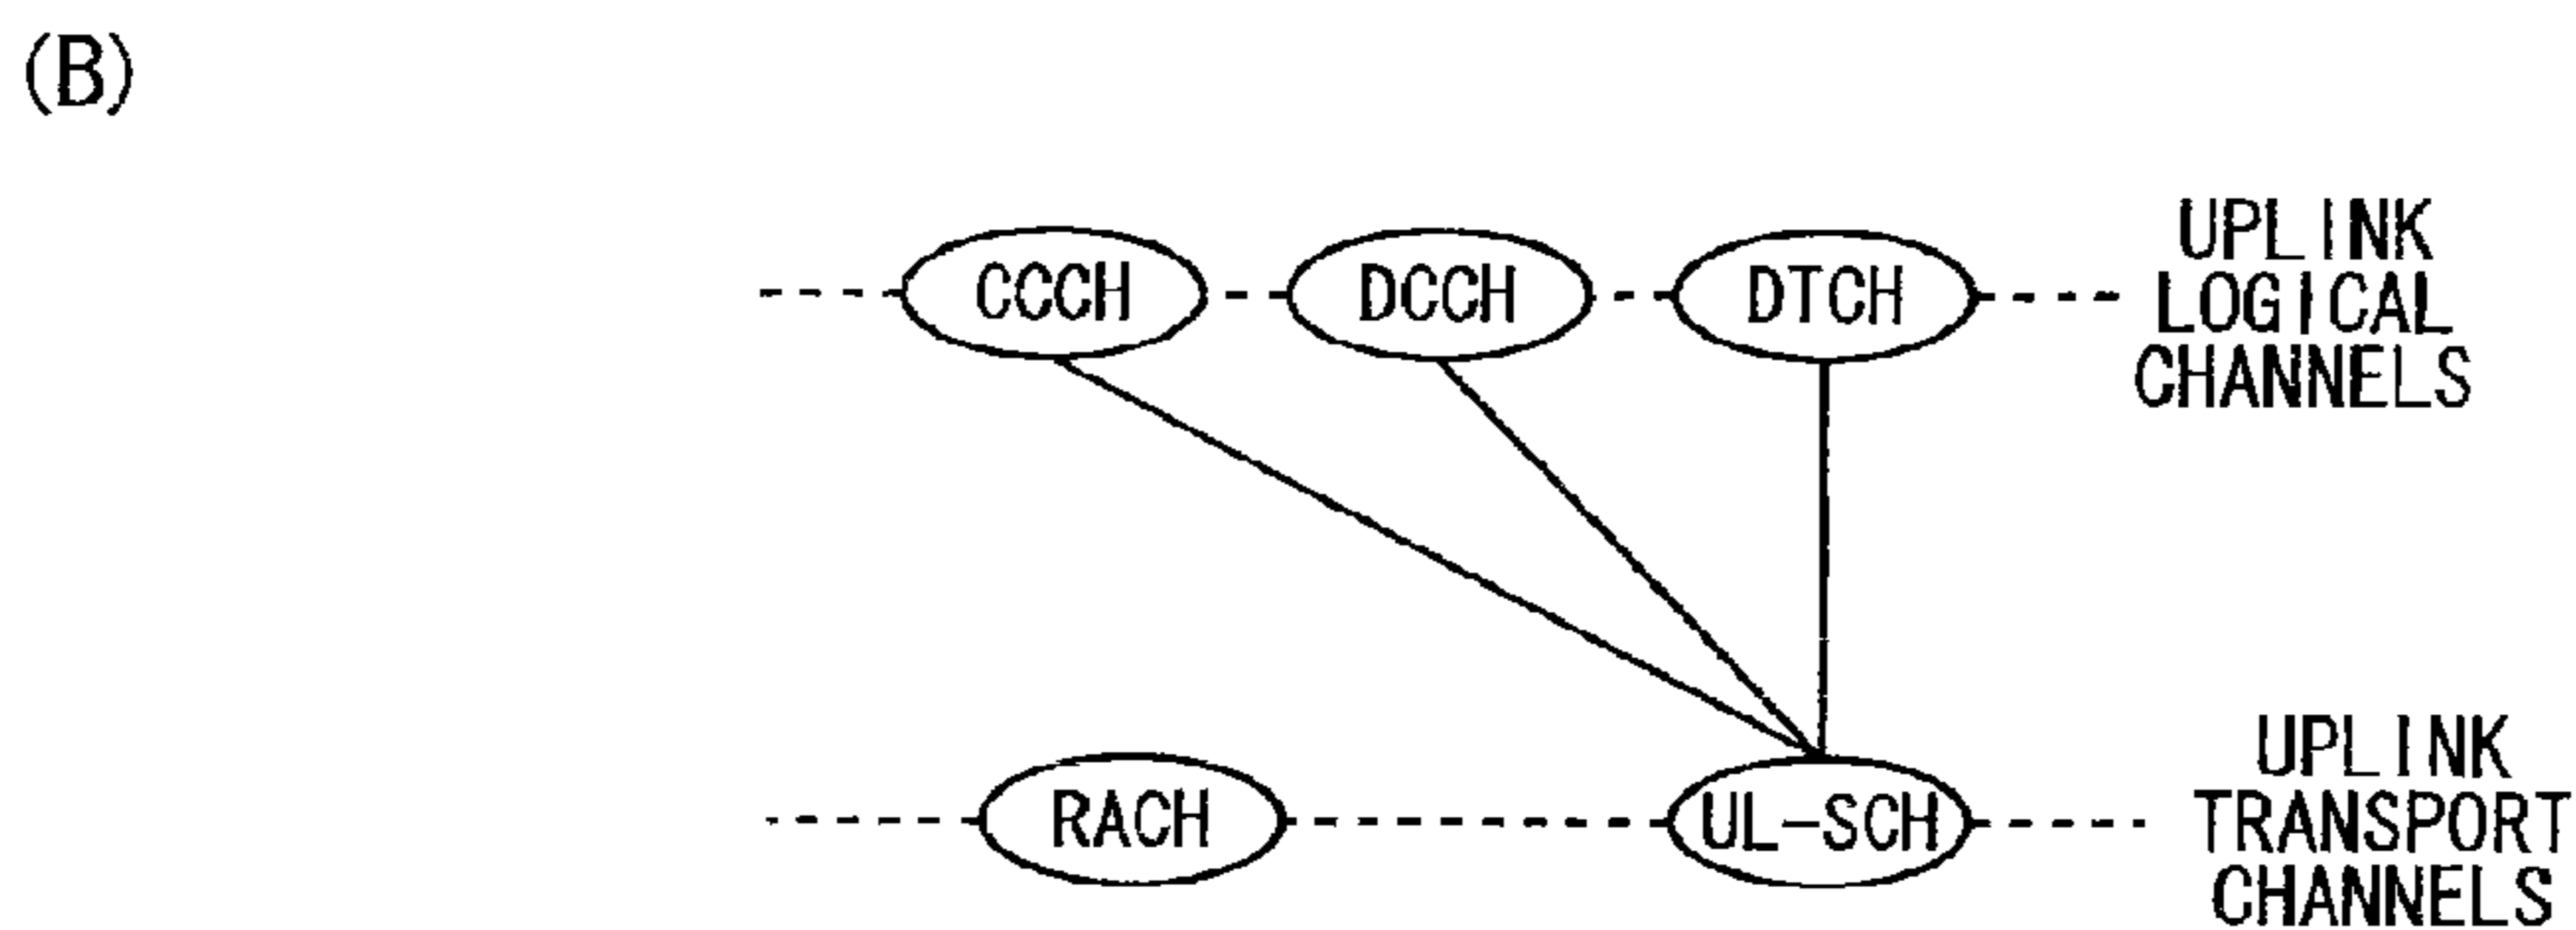 (B)
CCCH DCCH DTCH
UPLINK
LOGICAL
CHANNELS
RACH UL-SCH
UPLINK
TRANSPORT
CHANNELS